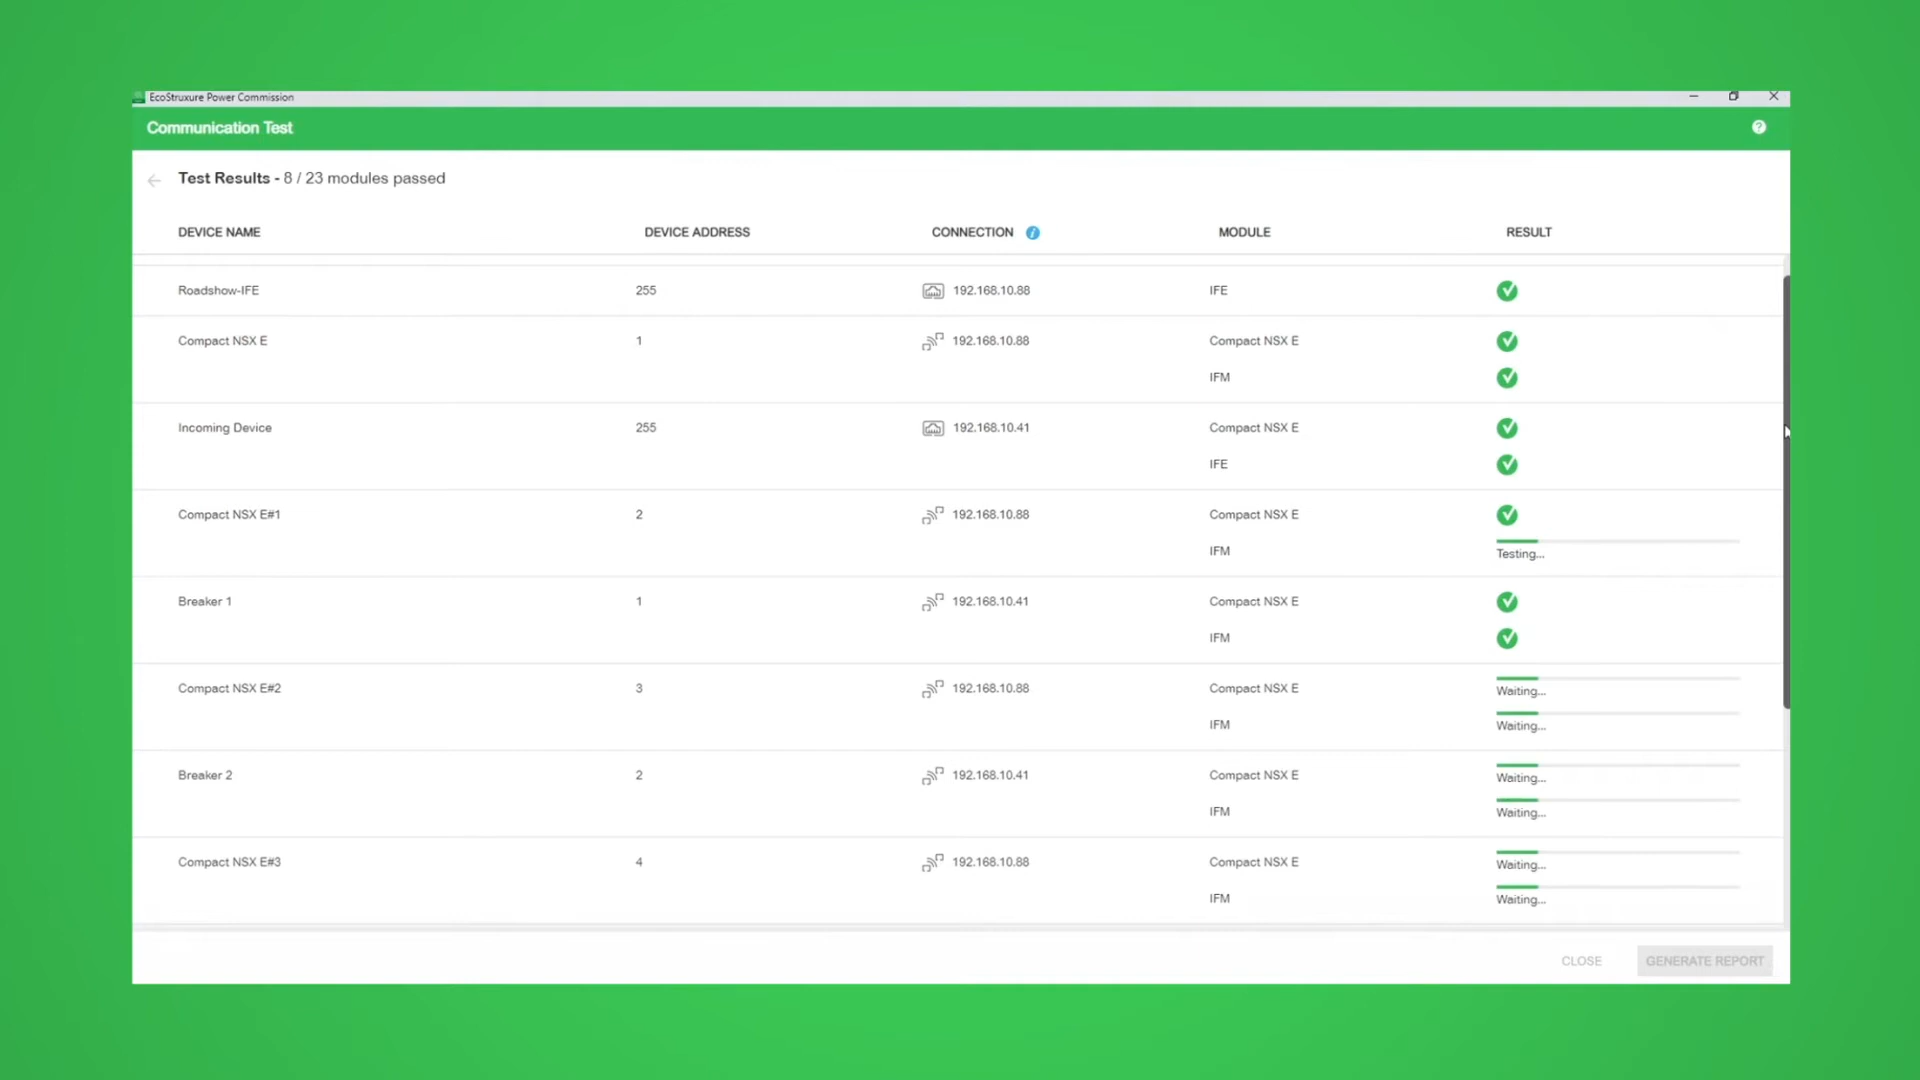 EcoStruxure Power Commission
Communication Test
Test Results - 8 / 23 modules passed
DEVICE NAME DEVICE ADDRESS CONNECTION MODULE RESULT
Roadshow-IFE 255 192.168.10.88 IFE
Compact NSX E 1 192.168.10.88 Compact NSX E
IFM
Incoming Device 255 192.168.10.41 Compact NSX E
IFE
Compact NSX E#1 2 192.168.10.88 Compact NSX E
IFM Testing...
Breaker 1 1 192.168.10.41 Compact NSX E
IFM
Compact NSX E#2 3 192.168.10.88 Compact NSX E Waiting...
IFM Waiting...
Breaker 2 2 192.168.10.41 Compact NSX E Waiting...
IFM Waiting...
Compact NSX E#3 4 192.168.10.88 Compact NSX E Waiting...
IFM Waiting...
CLOSE GENERATE REPORT